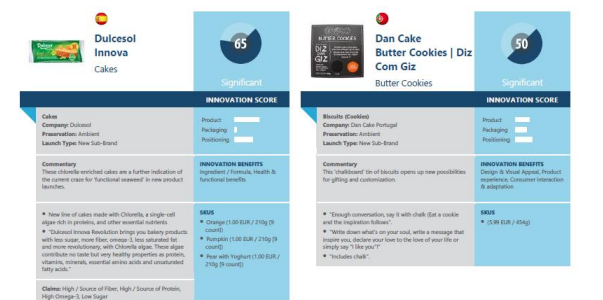 Dulcesol
Innova
Cakes
65
Significant
INNOVATION SCORE
Cakes
Company: Dulcesol
Preservation: Ambient
Launch Type: New Sub-Brand
Product
Packaging
Positioning
Commentary
These chlorella enriched cakes are a further indication of
the current craze for 'functional seaweed' in new product
launches.
INNOVATION BENEFITS
Ingredient / Formula, Health &
functional benefits
• New line of cakes made with Chlorella, a single-cell
algae rich in proteins, and other essential nutrients
• "Dulcesol Innova Revolution brings you bakery products
with less sugar, more fiber, omega-3, less saturated fat
and more revolutionary, with Chlorella algae. These algae
contribute no taste but very healthy properties as protein,
vitamins, minerals, essential amino acids and unsaturated
fatty acids."
SKUS
• Orange (1.00 EUR / 210g (9
count))
• Pumpkin (1.00 EUR / 210g (9
count))
• Pear with Yoghurt (1.00 EUR /
210g (9 count))
Claims: High / Source of Fiber, High / Source of Protein,
High Omega-3, Low Sugar
BUTTER COOKIES
DIZ
COM
GIZ
Dan Cake
Butter Cookies | Diz
Com Giz
Butter Cookies
50
Significant
INNOVATION SCORE
Biscuits (Cookies)
Company: Dan Cake Portugal
Preservation: Ambient
Launch Type: New Sub-Brand
Product
Packaging
Positioning
Commentary
This 'chalkboard' tin of biscuits opens up new possibilities
for gifting and customization.
INNOVATION BENEFITS
Design & Visual Appeal, Product
experience, Consumer interaction
& adaptation
• "Enough conversation, say it with chalk (Eat a cookie
and the inspiration follows".
• "Write down what's on your soul, write a message that
inspire you, declare your love to the love of your life or
simply say "I like you"!"
• "Includes chalk".
SKUS
• (5.99 EUR / 454g)